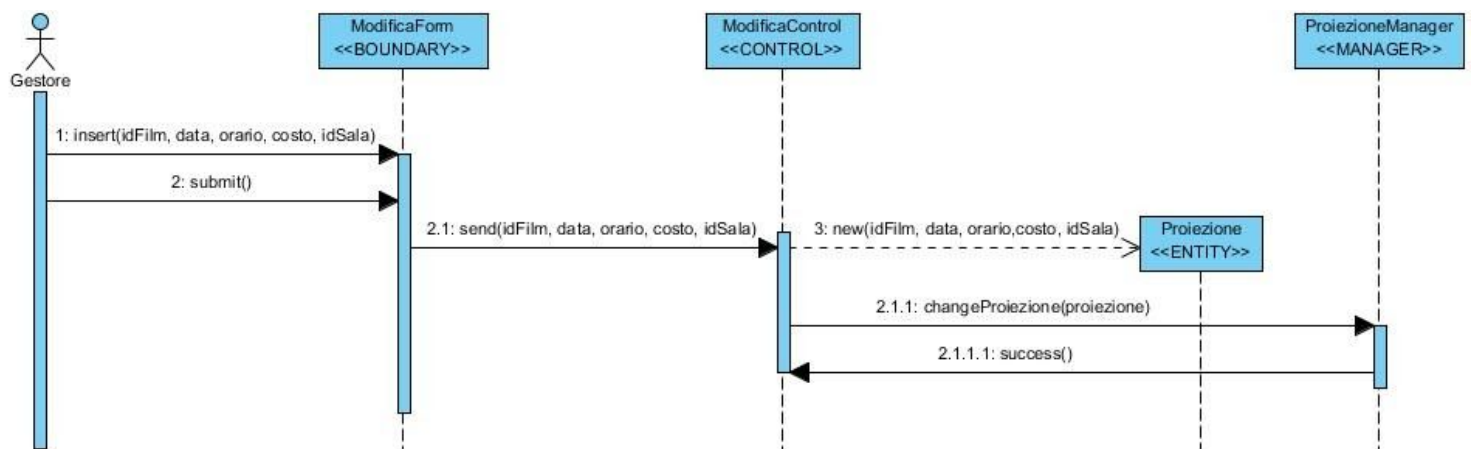 ModificaForm
<<BOUNDARY>>
ModificaControl
<<CONTROL>>
ProiezioneManager
<<MANAGER>>
Gestore
1: insert(idFilm, data, orario, costo, idSala)
2: submit()
2.1: send(idFilm, data, orario, costo, idSala)
3: new(idFilm, data, orario,costo, idSala)
Proiezione
<<ENTITY>>
2.1.1: changeProiezione(proiezione)
2.1.1.1: success()